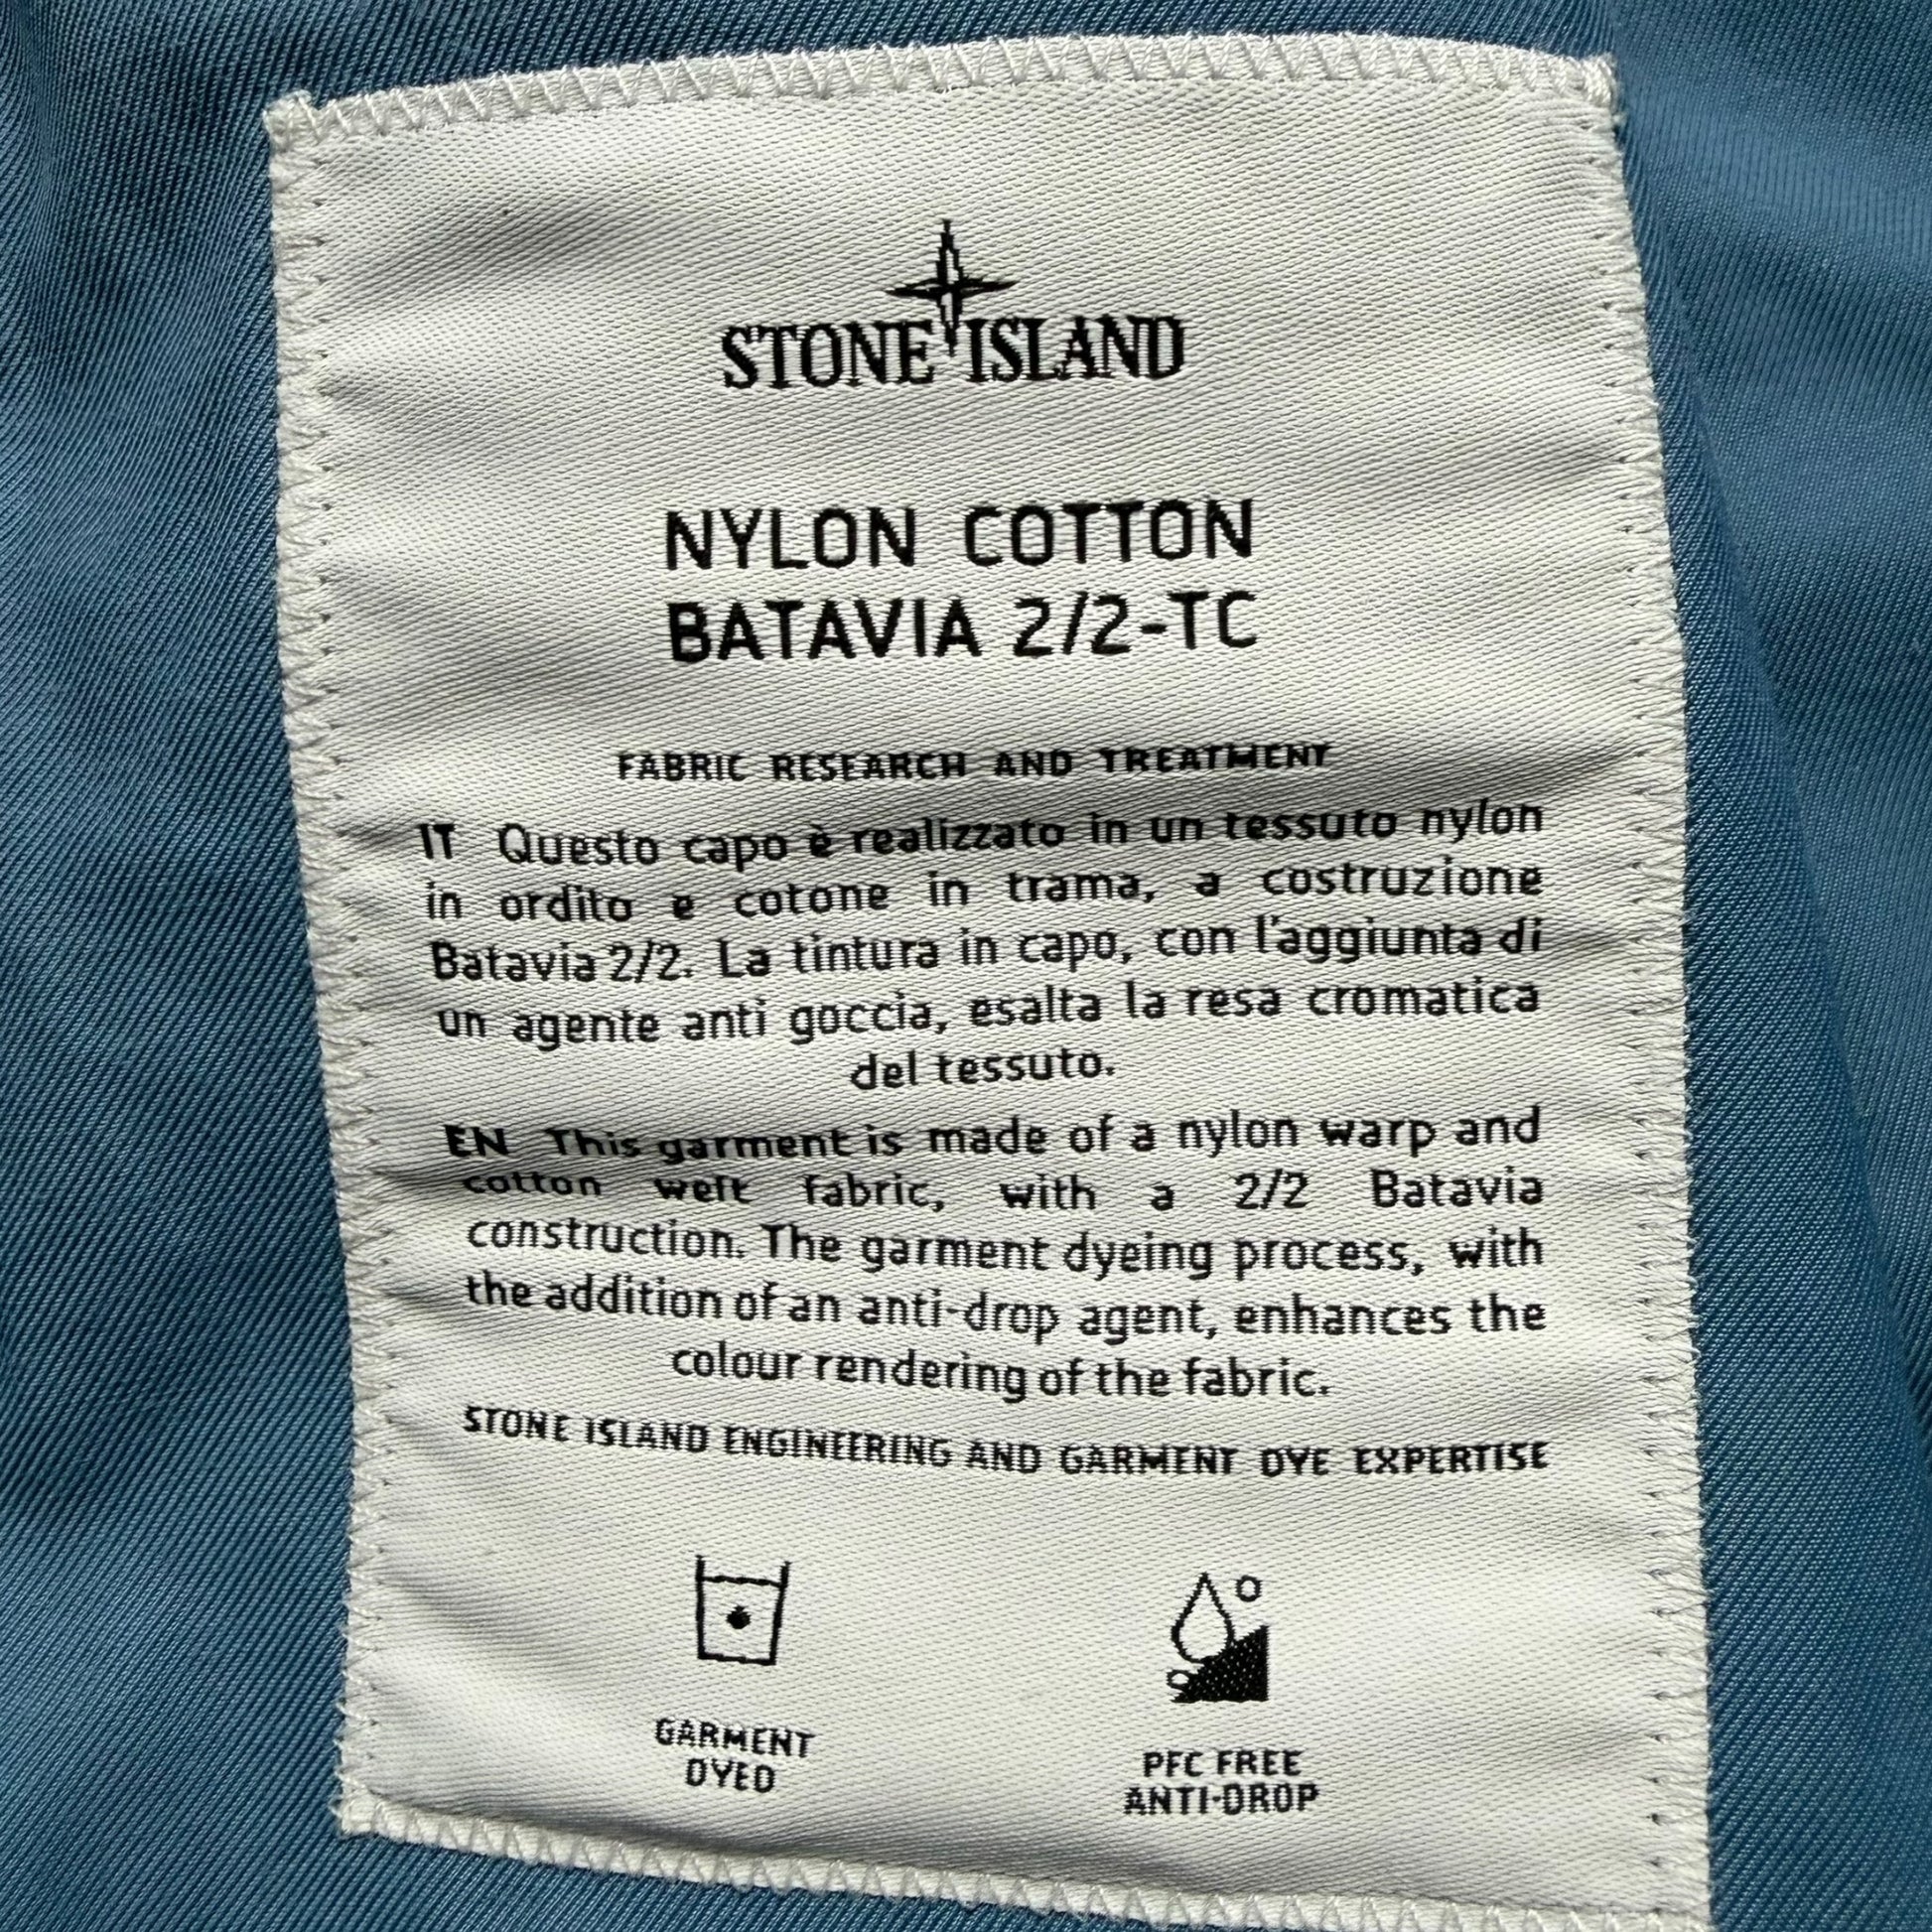 STONE ISLAND
NYLON COTTON
BATAVIA 2/2-TC
FABRIC RESEARCH AND TREATMENT
IT Questo capo è realizzato in un tessuto nylon
in ordito e cotone in trama, a costruzione
Batavia 2/2. La tintura in capo, con l'aggiunta di
un agente anti goccia, esalta la resa cromatica
del tessuto.
EN This garment is made of a nylon warp and
cotton weft fabric, with a 2/2 Batavia
construction. The garment dyeing process, with
the addition of an anti-drop agent, enhances the
colour rendering of the fabric.
STONE ISLAND ENGINEERING AND GARMENT DYE EXPERTISE
GARMENT
DYED
PFC FREE
ANTI-DROP